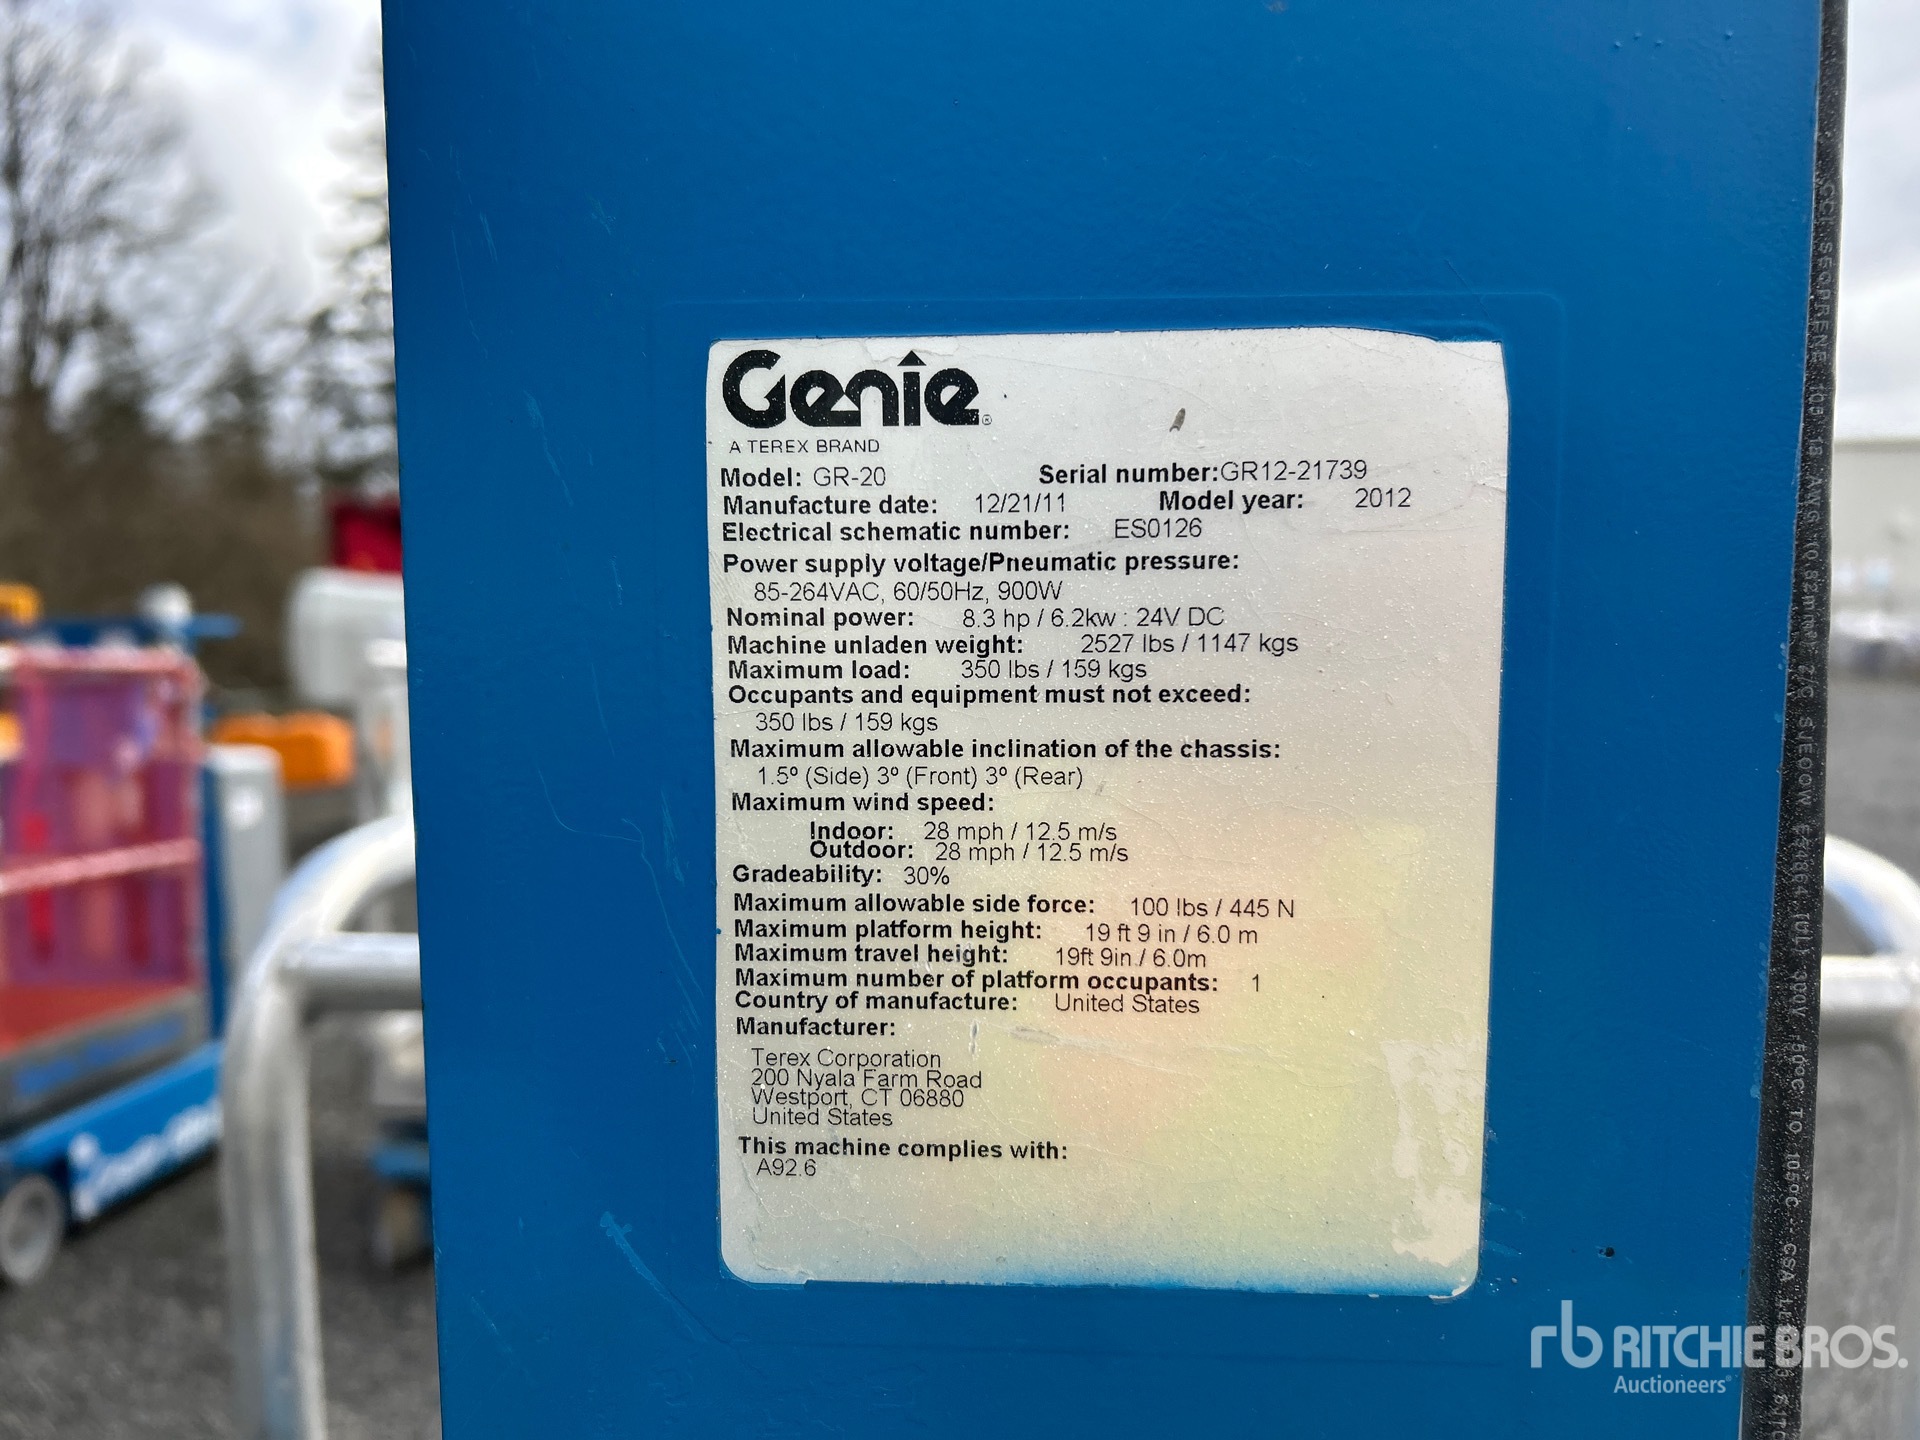 Genie®
A TEREX BRAND
Model: GR-20 Serial number:GR12-21739
Manufacture date: 12/21/11 Model year: 2012
Electrical schematic number: ES0126
Power supply voltage/Pneumatic pressure:
85-264VAC, 60/50Hz, 900W
Nominal power: 8.3 hp / 6.2kw : 24V DC
Machine unladen weight: 2527 lbs / 1147 kgs
Maximum load: 350 lbs / 159 kgs
Occupants and equipment must not exceed:
350 lbs / 159 kgs
Maximum allowable inclination of the chassis:
1.5º (Side) 3º (Front) 3º (Rear)
Maximum wind speed:
Indoor: 28 mph / 12.5 m/s
Outdoor: 28 mph / 12.5 m/s
Gradeability: 30%
Maximum allowable side force: 100 lbs / 445 N
Maximum platform height: 19 ft 9 in / 6.0 m
Maximum travel height: 19ft 9in / 6.0m
Maximum number of platform occupants: 1
Country of manufacture: United States
Manufacturer:
Terex Corporation
200 Nyala Farm Road
Westport, CT 06880
United States
This machine complies with:
A92.6
rb RITCHIE BROS.
Auctioneers®